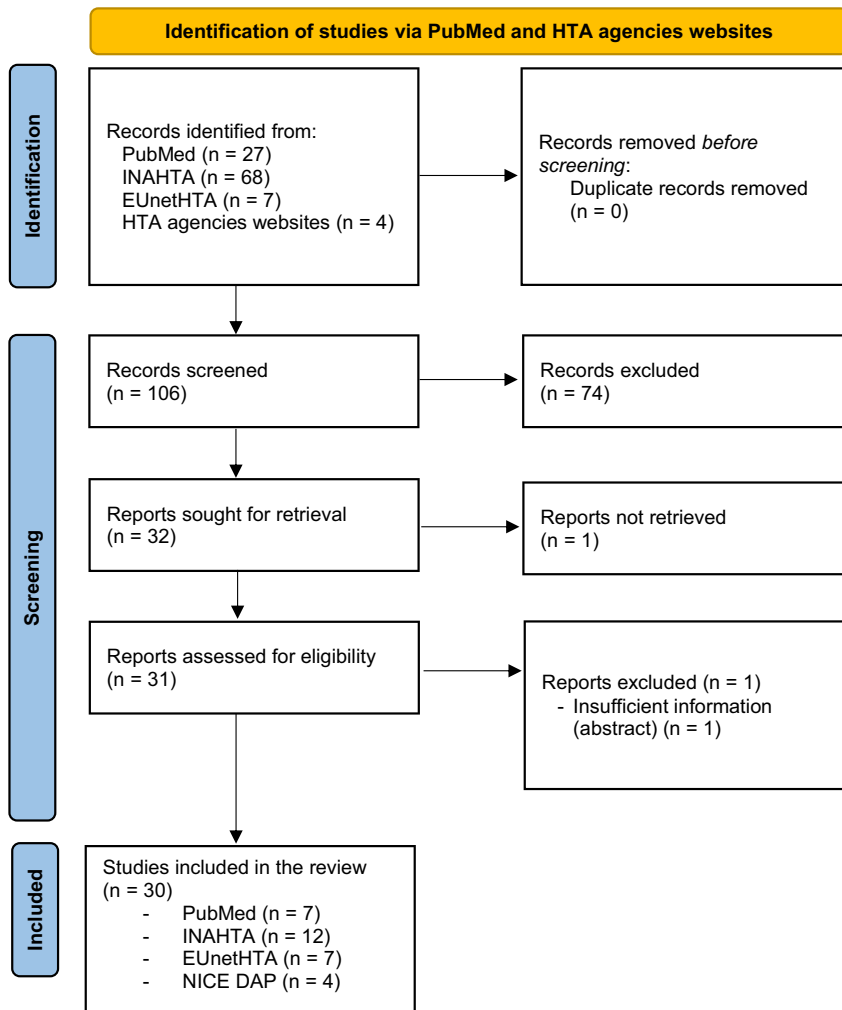 Identification of studies via PubMed and HTA agencies websites
Identification
Records identified from:
PubMed (n = 27)
INAHTA (n = 68)
EUnetHTA (n = 7)
HTA agencies websites (n = 4)
Records removed before
screening:
Duplicate records removed
(n = 0)
Screening
Records screened
(n = 106)
Records excluded
(n = 74)
Reports sought for retrieval
(n = 32)
Reports not retrieved
(n = 1)
Reports assessed for eligibility
(n = 31)
Reports excluded (n = 1)
- Insufficient information
(abstract) (n = 1)
Included
Studies included in the review
(n = 30)
- PubMed (n = 7)
- INAHTA (n = 12)
- EUnetHTA (n = 7)
- NICE DAP (n = 4)